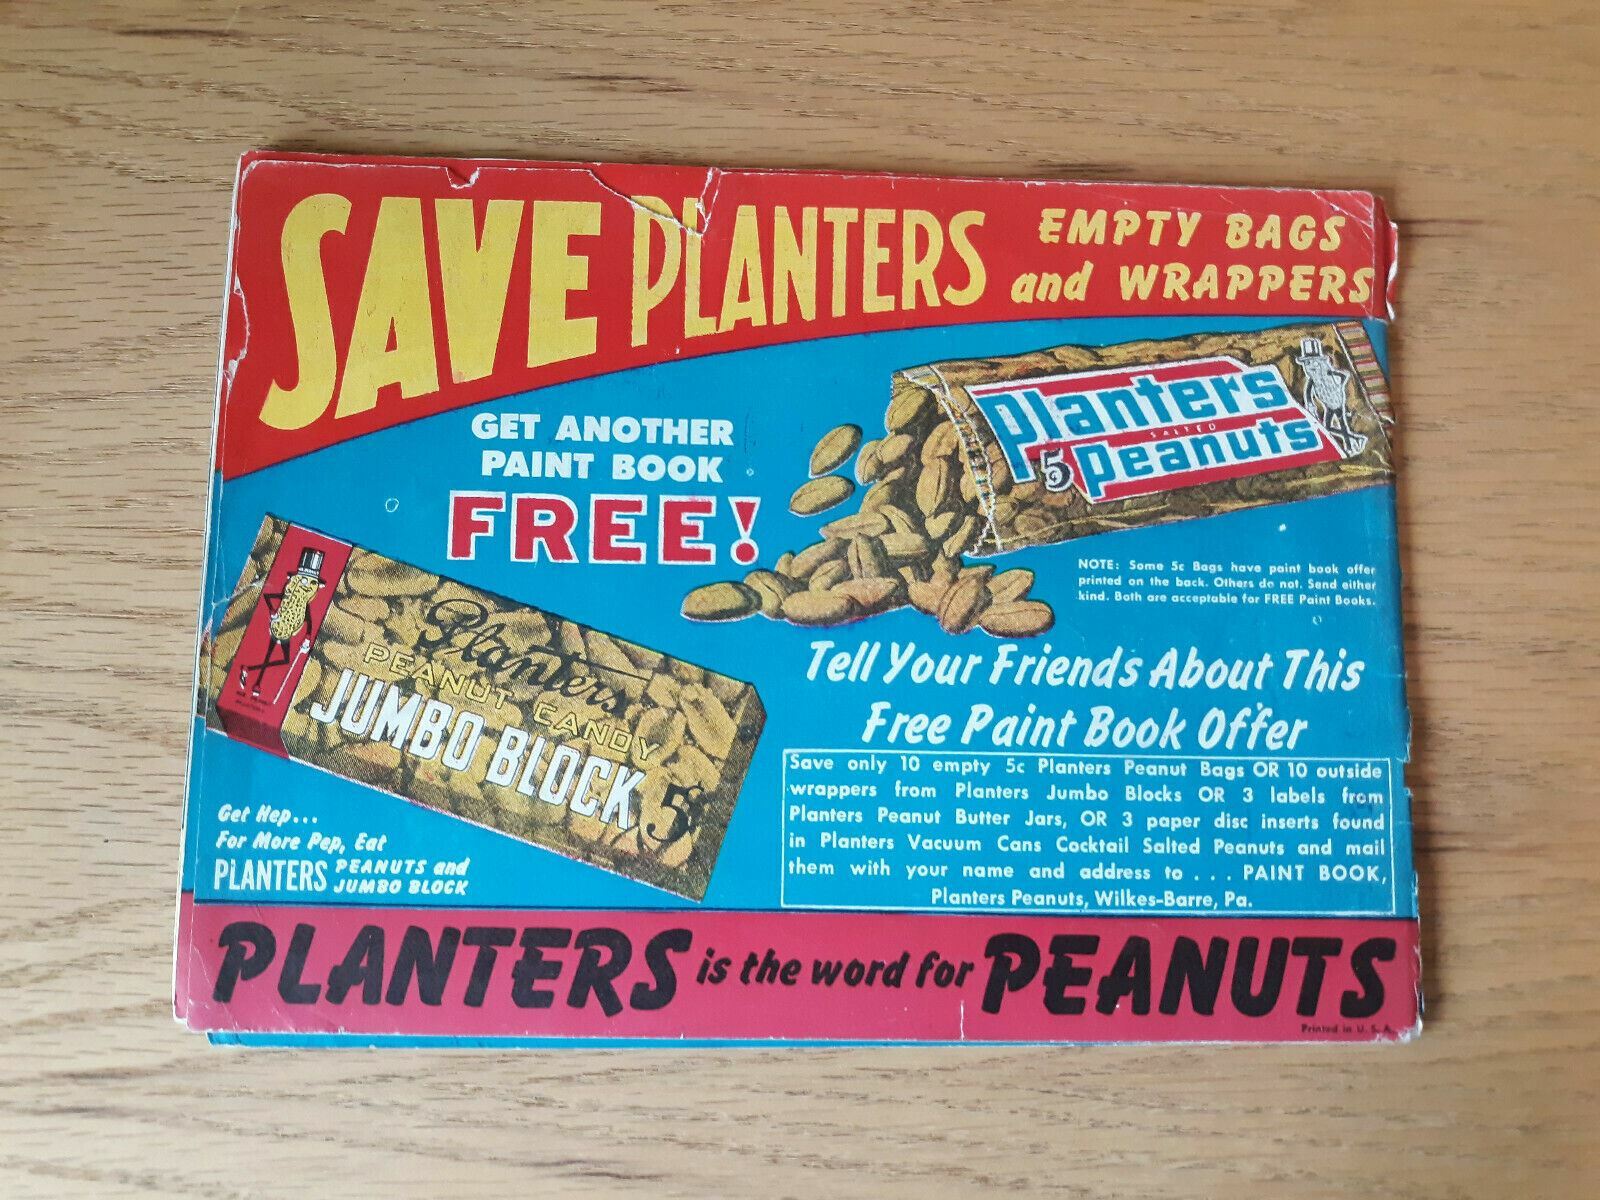 SAVE PLANTERS
EMPTY BAGS
and WRAPPERS
GET ANOTHER
PAINT BOOK
FREE!
Planters
SALTED
5 Peanuts
NOTE: Some 5c Bags have paint book offer
printed on the back. Others do not. Send either
kind. Both are acceptable for FREE Paint Books.
Planters
PEANUT CANDY
JUMBO BLOCK 5¢
Tell Your Friends About This
Free Paint Book Offer
Save only 10 empty 5c Planters Peanut Bags OR 10 outside
wrappers from Planters Jumbo Blocks OR 3 labels from
Planters Peanut Butter Jars, OR 3 paper disc inserts found
in Planters Vacuum Cans Cocktail Salted Peanuts and mail
them with your name and address to . . . PAINT BOOK,
Planters Peanuts, Wilkes-Barre, Pa.
Get Hep...
For More Pep, Eat
PLANTERS PEANUTS and
JUMBO BLOCK
PLANTERS is the word for PEANUTS
Printed in U. S. A.